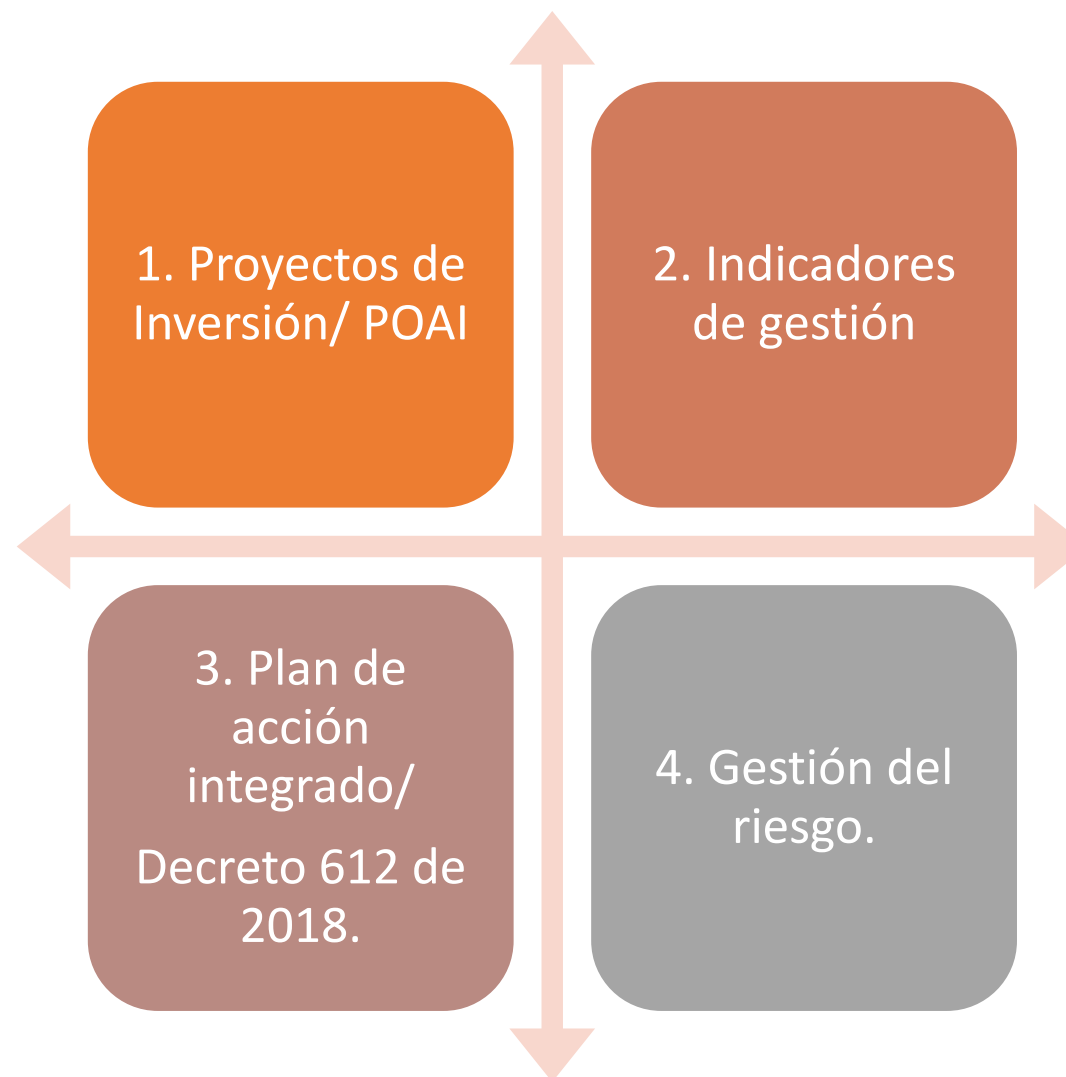 1. Proyectos de
Inversión/ POAI
2. Indicadores
de gestión
3. Plan de
acción
integrado/
Decreto 612 de
2018.
4. Gestión del
riesgo.